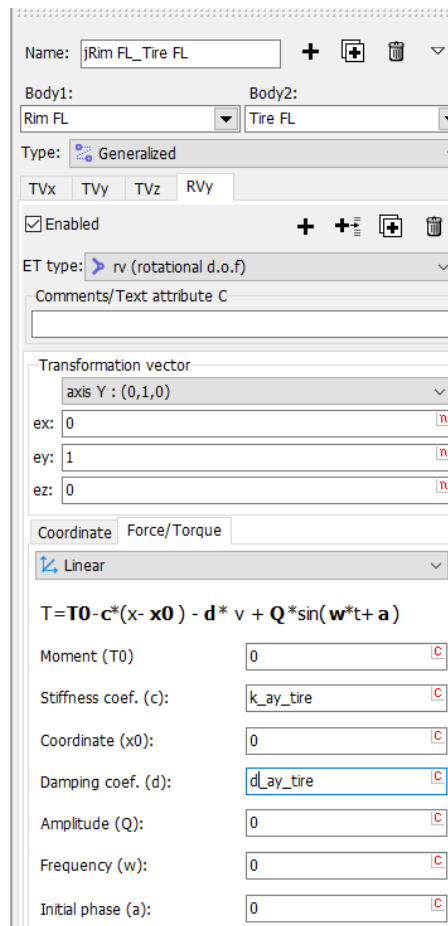 Name: jRim FL_Tire FL
Body1: Body2:
Rim FL Tire FL
Type: Generalized
TVx TVy TVz RVy
Enabled
ET type: rv (rotational d.o.f)
Comments/Text attribute C
Transformation vector
axis Y : (0,1,0)
ex: 0 n
ey: 1 n
ez: 0 n
Coordinate Force/Torque
Linear
T=T0-c*(x- x0 ) - d* v + Q*sin( w*t+ a)
Moment (T0) 0 C
Stiffness coef. (c): k_ay_tire C
Coordinate (x0): 0 C
Damping coef. (d): d_ay_tire C
Amplitude (Q): 0 C
Frequency (w): 0 C
Initial phase (a): 0 C